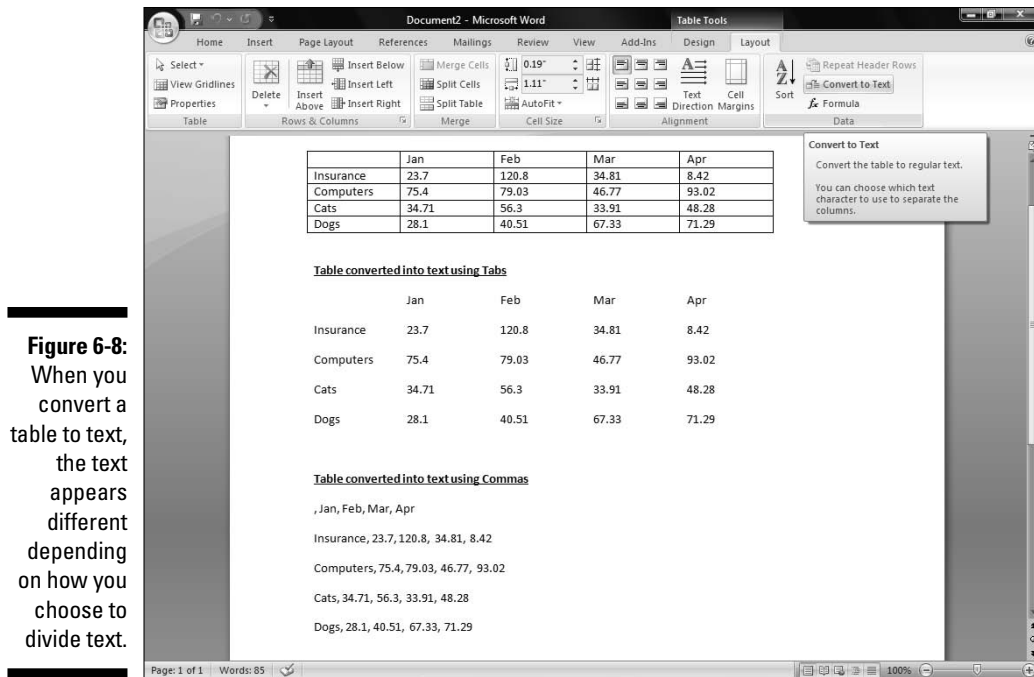 Document2 - Microsoft Word
Table Tools
Home Insert Page Layout References Mailings Review View Add-Ins Design Layout
Select
View Gridlines
Properties
Table
Delete
Insert Above
Insert Below
Insert Left
Insert Right
Rows & Columns
Merge Cells
Split Cells
Split Table
Merge
0.19"
1.11"
AutoFit
Cell Size
Text Direction
Cell Margins
Alignment
Sort
Repeat Header Rows
Convert to Text
Formula
Data
Convert to Text
Convert the table to regular text.
You can choose which text
character to use to separate the
columns.
Jan Feb Mar Apr
Insurance 23.7 120.8 34.81 8.42
Computers 75.4 79.03 46.77 93.02
Cats 34.71 56.3 33.91 48.28
Dogs 28.1 40.51 67.33 71.29
Table converted into text using Tabs
Jan Feb Mar Apr
Insurance 23.7 120.8 34.81 8.42
Computers 75.4 79.03 46.77 93.02
Cats 34.71 56.3 33.91 48.28
Dogs 28.1 40.51 67.33 71.29
Table converted into text using Commas
, Jan, Feb, Mar, Apr
Insurance, 23.7, 120.8, 34.81, 8.42
Computers, 75.4, 79.03, 46.77, 93.02
Cats, 34.71, 56.3, 33.91, 48.28
Dogs, 28.1, 40.51, 67.33, 71.29
Page: 1 of 1 Words: 85 100%
Figure 6-8:
When you
convert a
table to text,
the text
appears
different
depending
on how you
choose to
divide text.